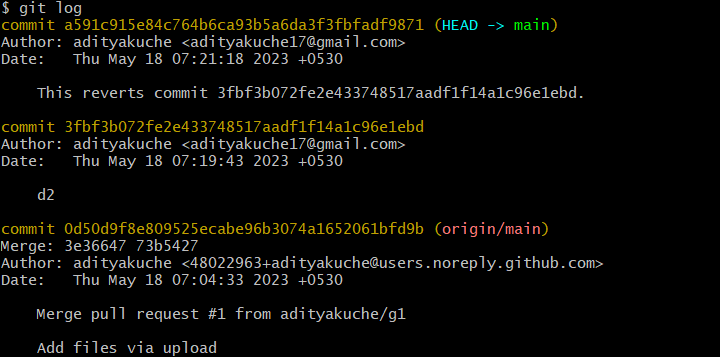 $ git log
commit a591c915e84c764b6ca93b5a6da3f3fbfadf9871 (HEAD -> main)
Author: adityakuche <adityakuche17@gmail.com>
Date:   Thu May 18 07:21:18 2023 +0530
This reverts commit 3fbf3b072fe2e433748517aadf1f14a1c96e1ebd.
commit 3fbf3b072fe2e433748517aadf1f14a1c96e1ebd
Author: adityakuche <adityakuche17@gmail.com>
Date:   Thu May 18 07:19:43 2023 +0530
d2
commit 0d50d9f8e809525ecabe96b3074a1652061bfd9b (origin/main)
Merge: 3e36647 73b5427
Author: adityakuche <48022963+adityakuche@users.noreply.github.com>
Date:   Thu May 18 07:04:33 2023 +0530
Merge pull request #1 from adityakuche/g1
Add files via upload